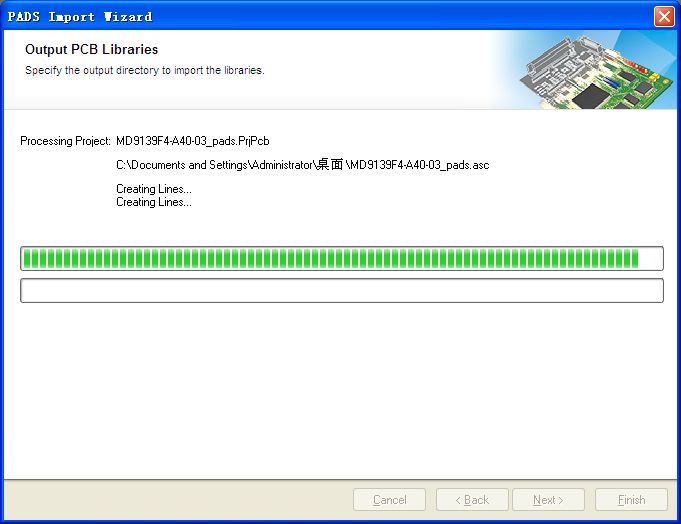 PADS Import Wizard
Output PCB Libraries
Specify the output directory to import the libraries.
Processing Project: MD9139F4-A40-03_pads.PrjPcb
C:\Documents and Settings\Administrator\桌面\MD9139F4-A40-03_pads.asc
Creating Lines...
Creating Lines...
Cancel < Back Next > Finish